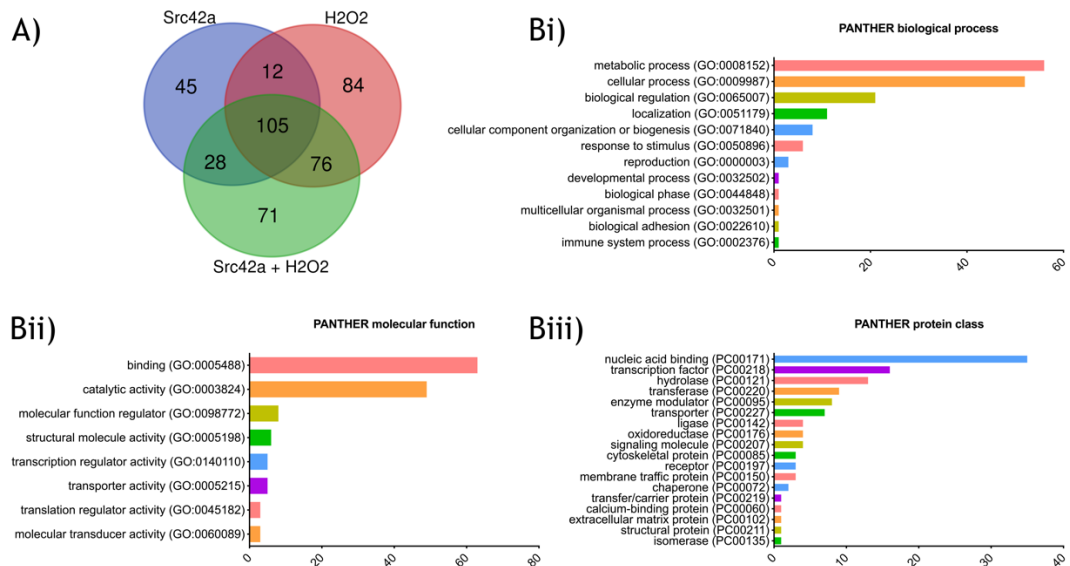 A)
Src42a
H2O2
45
12
84
105
28
76
71
Src42a + H2O2
Bi)
PANTHER biological process
metabolic process (GO:0008152)
cellular process (GO:0009987)
biological regulation (GO:0065007)
localization (GO:0051179)
cellular component organization or biogenesis (GO:0071840)
response to stimulus (GO:0050896)
reproduction (GO:0000003)
developmental process (GO:0032502)
biological phase (GO:0044848)
multicellular organismal process (GO:0032501)
biological adhesion (GO:0022610)
immune system process (GO:0002376)
0
20
40
60
Bii)
PANTHER molecular function
binding (GO:0005488)
catalytic activity (GO:0003824)
molecular function regulator (GO:0098772)
structural molecule activity (GO:0005198)
transcription regulator activity (GO:0140110)
transporter activity (GO:0005215)
translation regulator activity (GO:0045182)
molecular transducer activity (GO:0060089)
0
20
40
60
80
Biii)
PANTHER protein class
nucleic acid binding (PC00171)
transcription factor (PC00218)
hydrolase (PC00121)
transferase (PC00220)
enzyme modulator (PC00095)
transporter (PC00227)
ligase (PC00142)
oxidoreductase (PC00176)
signaling molecule (PC00207)
cytoskeletal protein (PC00085)
receptor (PC00197)
membrane traffic protein (PC00150)
chaperone (PC00072)
transfer/carrier protein (PC00219)
calcium-binding protein (PC00060)
extracellular matrix protein (PC00102)
structural protein (PC00211)
isomerase (PC00135)
0
10
20
30
40